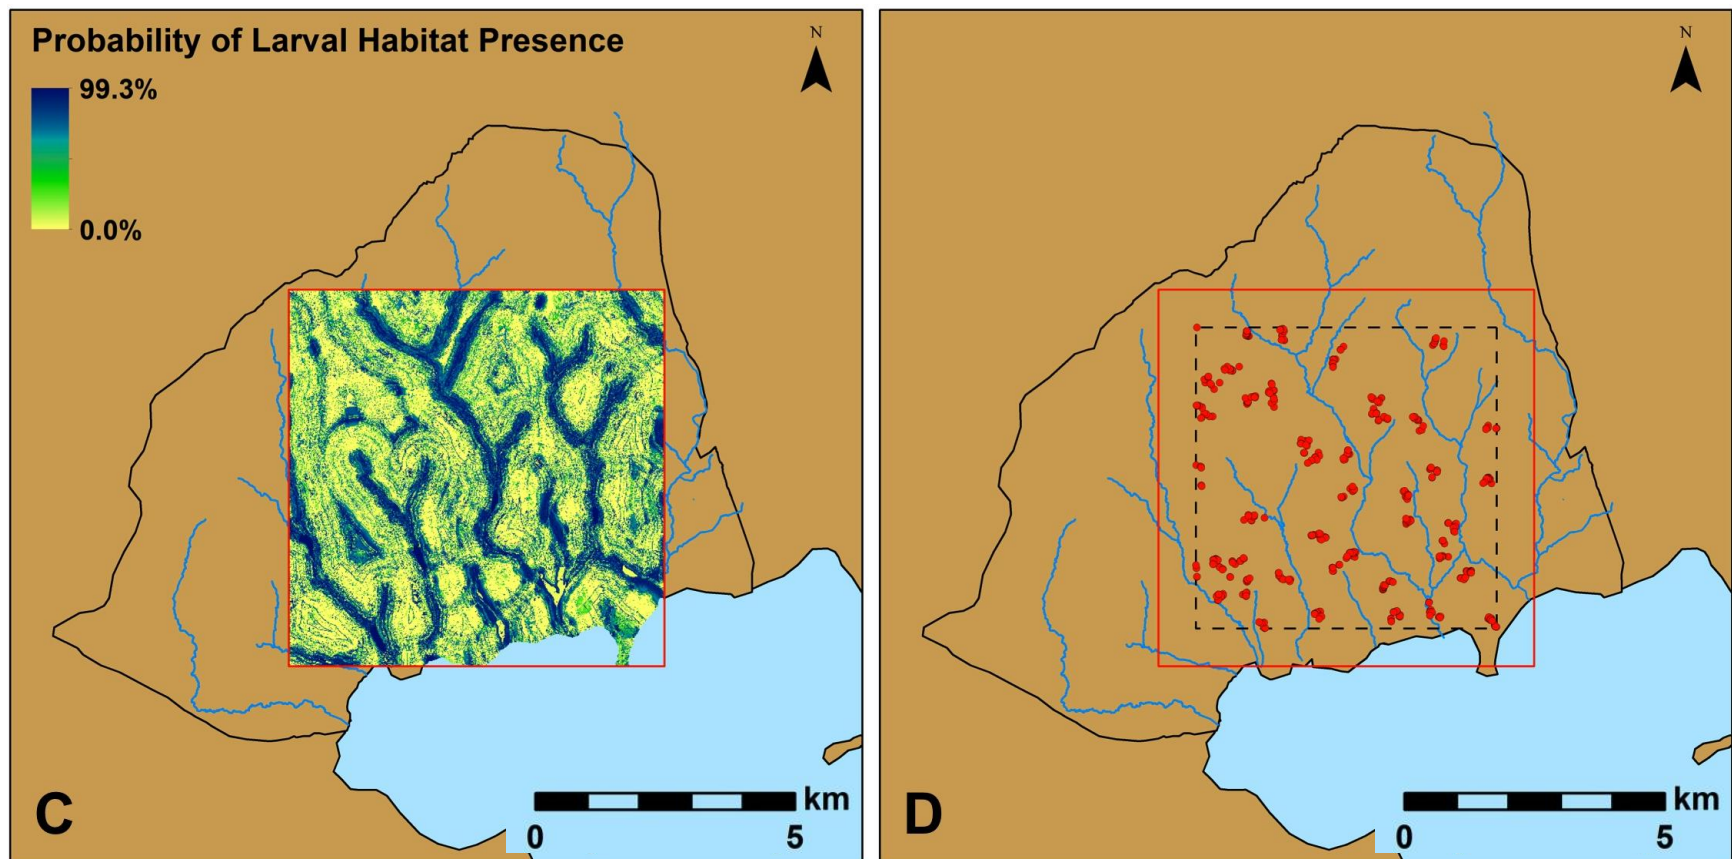 Probability of Larval Habitat Presence
99.3%
0.0%
N
C
km
0 5
N
D
km
0 5